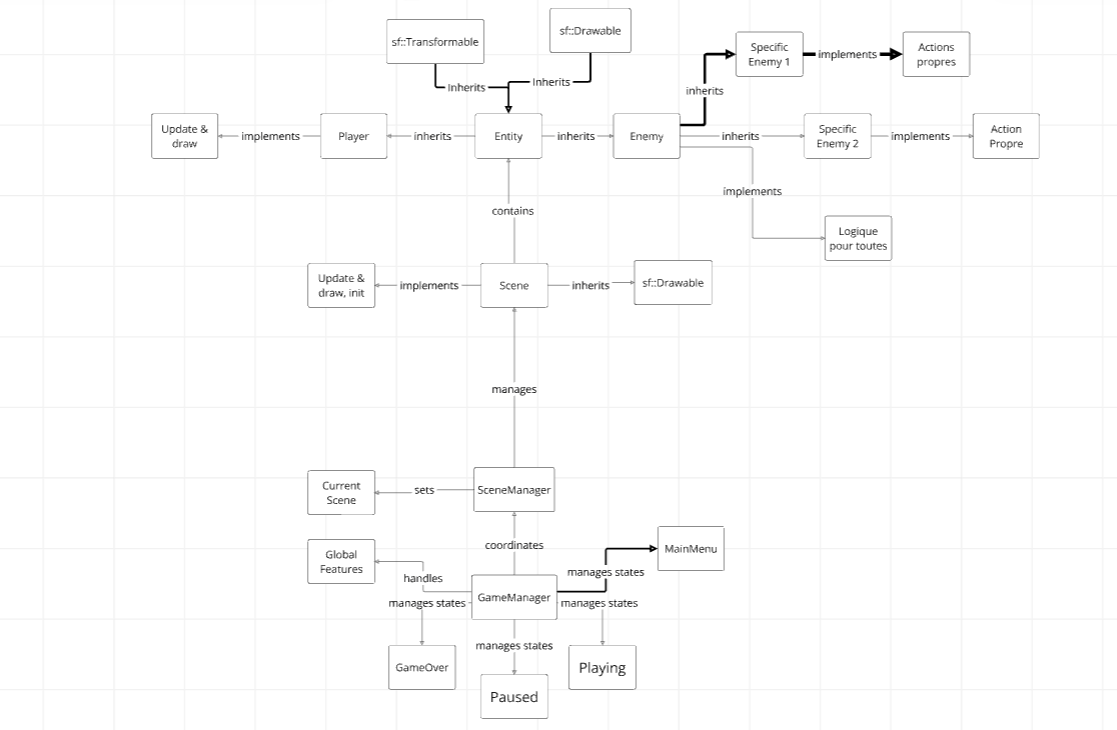 sf::Transformable
sf::Drawable
Inherits
Inherits
Specific
Enemy 1
implements
Actions
propres
inherits
Update &
draw
implements
Player
inherits
Entity
inherits
Enemy
inherits
Specific
Enemy 2
implements
Action
Propre
implements
contains
Logique
pour toutes
Update &
draw, init
implements
Scene
inherits
sf::Drawable
manages
Current
Scene
sets
SceneManager
coordinates
Global
Features
handles
MainMenu
manages states
GameManager
manages states
manages states
manages states
GameOver
Playing
Paused